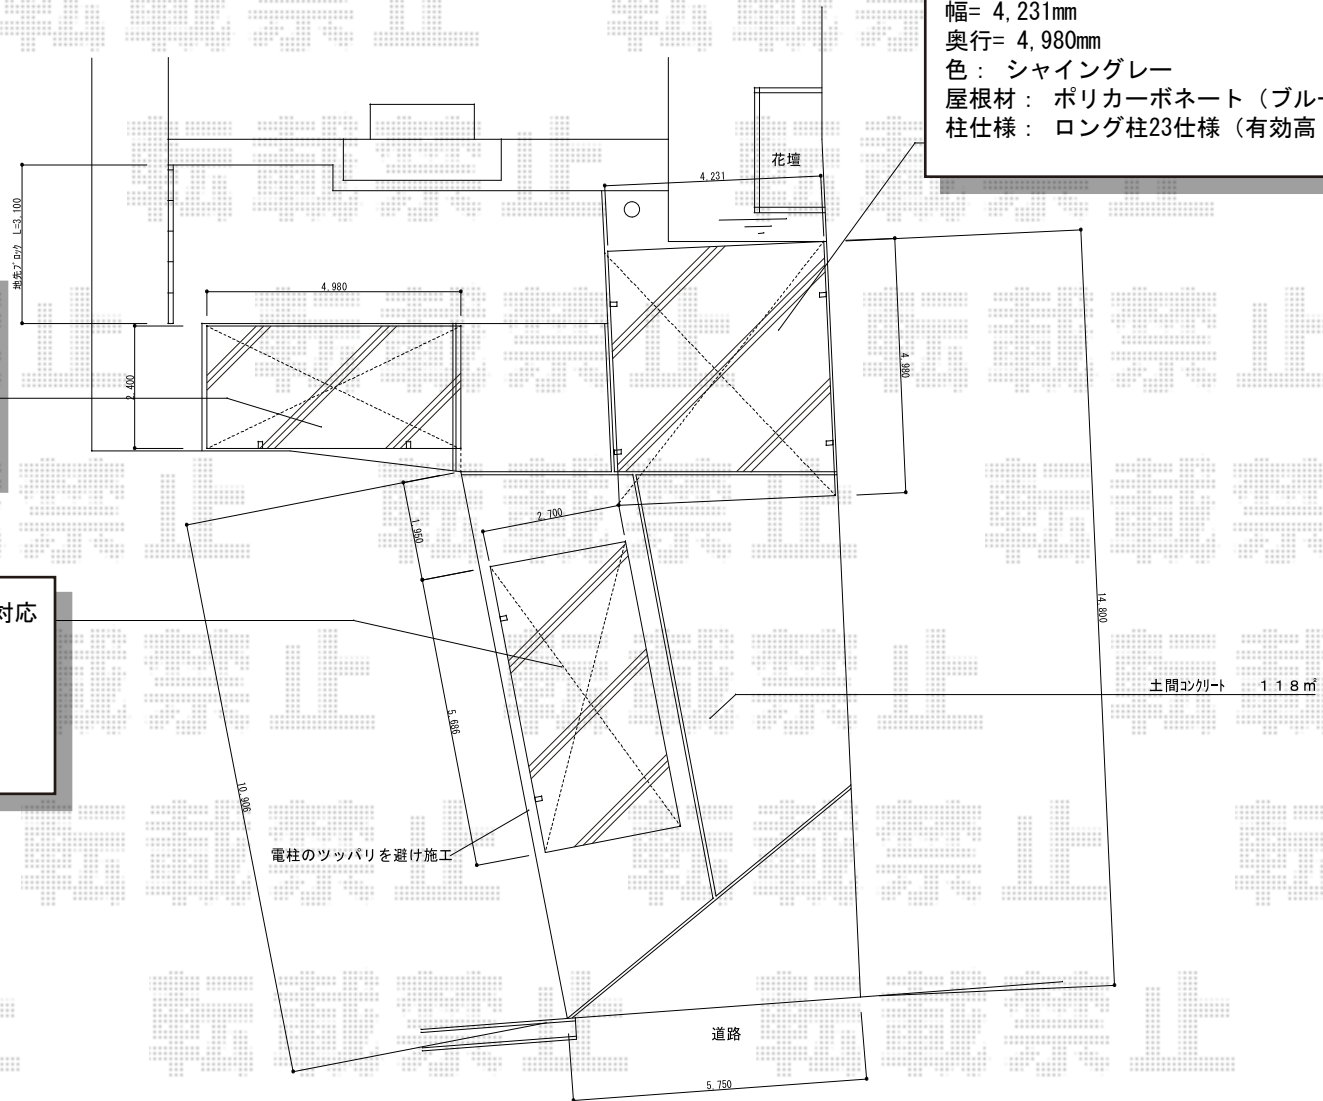 幅= 4,231mm
奥行= 4,980mm
色： シャイングレー
屋根材： ポリカーボネート（ブルー
柱仕様： ロング柱23仕様（有効高
花壇
4,231
地先ブロック L=3,100
4,980
2,400
4,980
1,950
2,700
対応
14,800
土間コンクリート 118㎡
5,686
10,906
電柱のツッパリを避け施工
道路
5,750
転載禁止